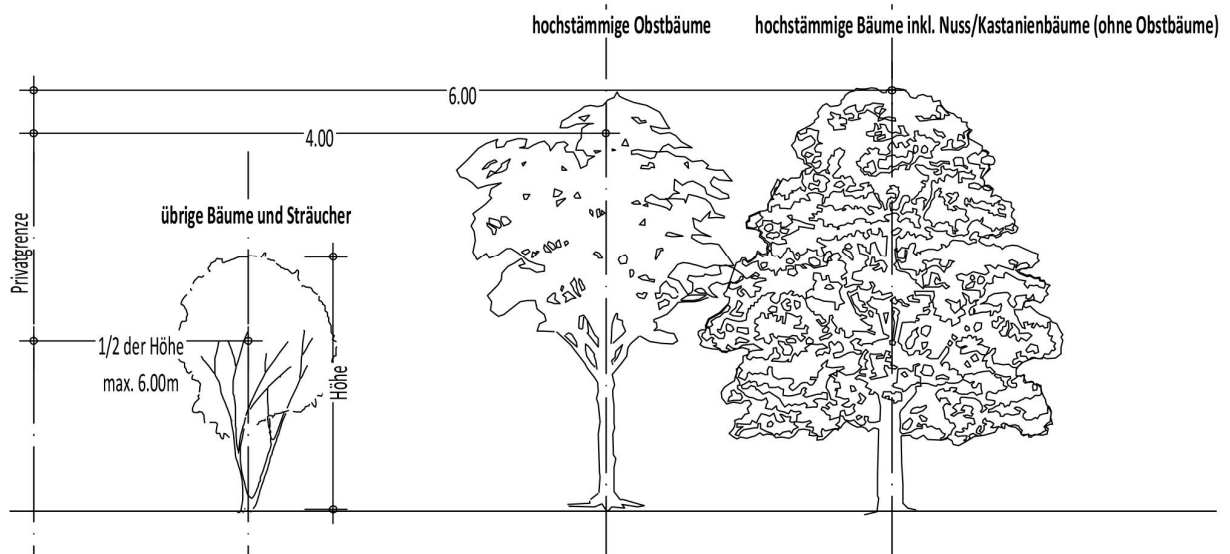 hochstämmige Obstbäume
hochstämmige Bäume inkl. Nuss/Kastanienbäume (ohne Obstbäume)
6.00
4.00
übrige Bäume und Sträucher
Privatgrenze
1/2 der Höhe
max. 6.00m
Höhe